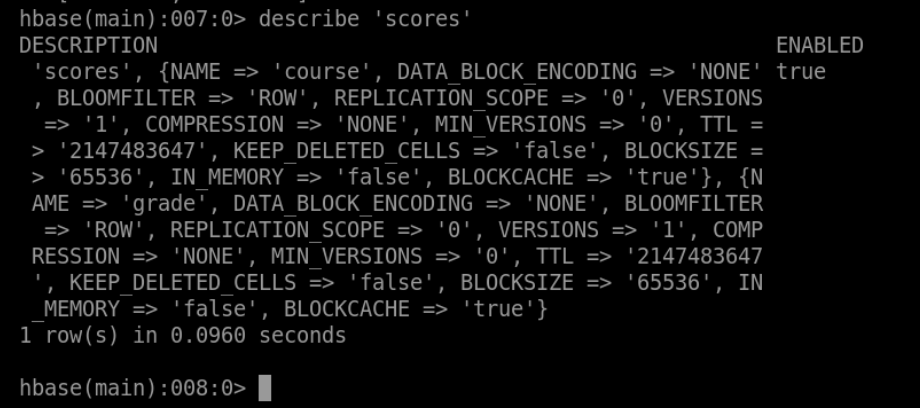 hbase(main):007:0> describe 'scores'
DESCRIPTION ENABLED
'scores', {NAME => 'course', DATA_BLOCK_ENCODING => 'NONE' true
, BLOOMFILTER => 'ROW', REPLICATION_SCOPE => '0', VERSIONS
=> '1', COMPRESSION => 'NONE', MIN_VERSIONS => '0', TTL =
> '2147483647', KEEP_DELETED_CELLS => 'false', BLOCKSIZE =
> '65536', IN_MEMORY => 'false', BLOCKCACHE => 'true'}, {N
AME => 'grade', DATA_BLOCK_ENCODING => 'NONE', BLOOMFILTER
=> 'ROW', REPLICATION_SCOPE => '0', VERSIONS => '1', COMP
RESSION => 'NONE', MIN_VERSIONS => '0', TTL => '2147483647
', KEEP_DELETED_CELLS => 'false', BLOCKSIZE => '65536', IN
_MEMORY => 'false', BLOCKCACHE => 'true'}
1 row(s) in 0.0960 seconds
hbase(main):008:0>